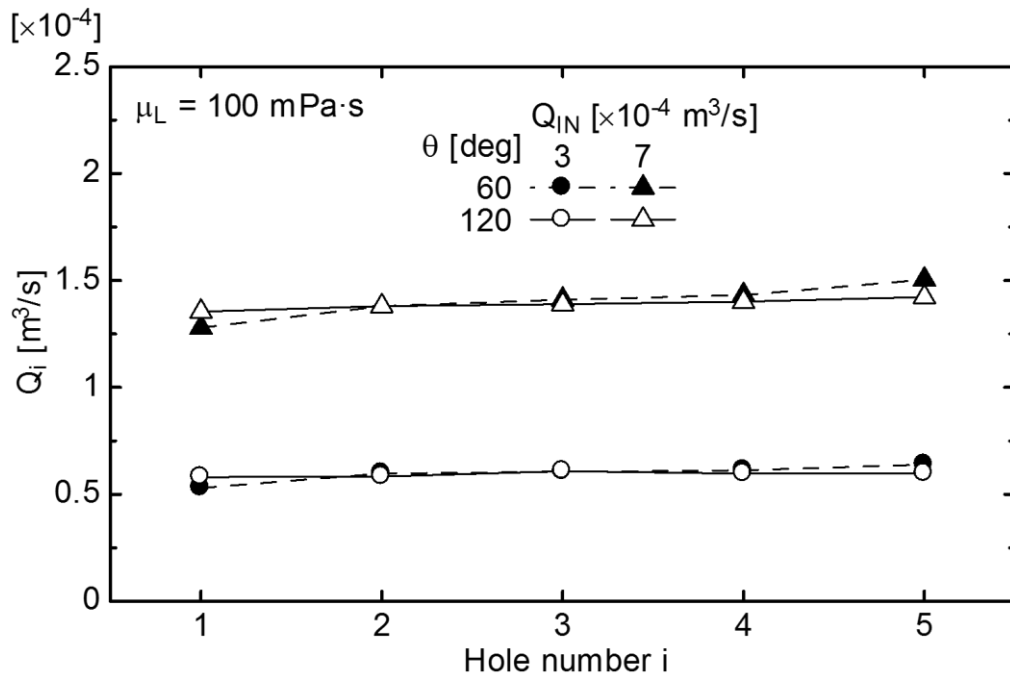 [×10⁻⁴]
2.5
2
1.5
1
0.5
0
Qᵢ [m³/s]
μL = 100 mPa·s
QIN [×10⁻⁴ m³/s]
θ [deg] 3 7
60
120
1 2 3 4 5
Hole number i